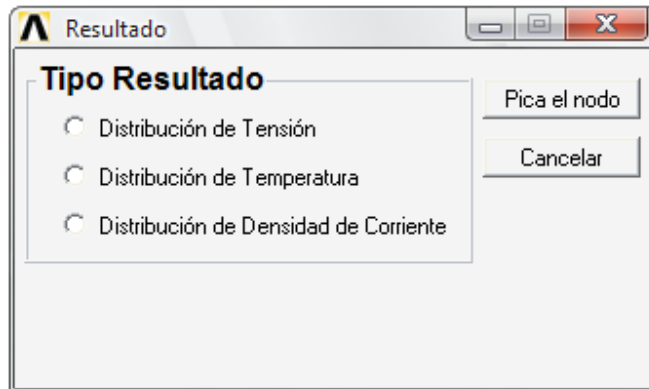 Resultado
Tipo Resultado
Distribución de Tensión
Distribución de Temperatura
Distribución de Densidad de Corriente
Pica el nodo
Cancelar